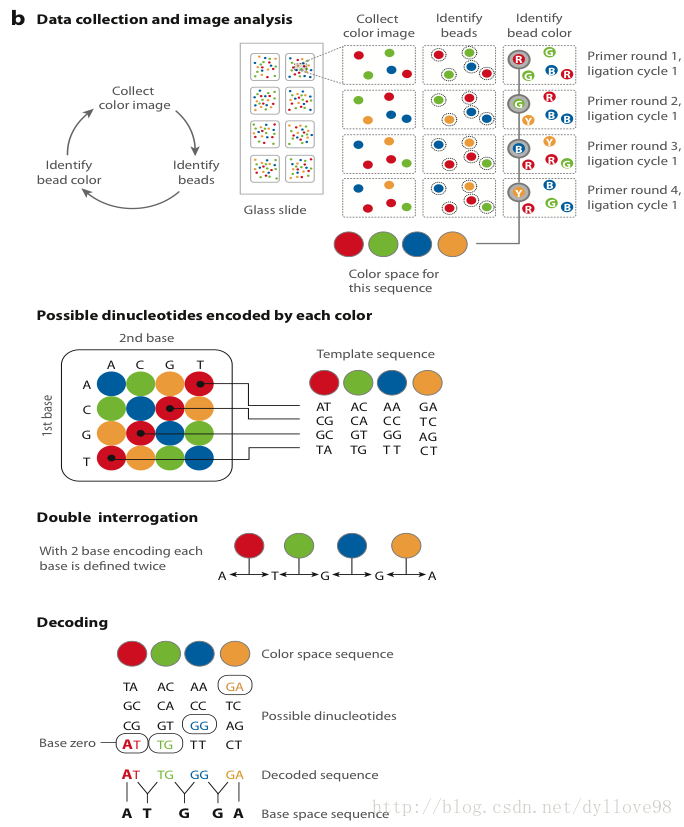 b Data collection and image analysis
Collect
color image
Identify
beads
Identify
bead color
Collect
color image
Identify
bead color
Identify
beads
Glass slide
R G G B R
Primer round 1,
ligation cycle 1
G R Y B B
Primer round 2,
ligation cycle 1
B Y R R G
Primer round 3,
ligation cycle 1
Y B R G B
Primer round 4,
ligation cycle 1
Color space for
this sequence
Possible dinucleotides encoded by each color
2nd base
A C G T
1st base
A
C
G
T
Template sequence
AT AC AA GA
CG CA CC TC
GC GT GG AG
TA TG TT CT
Double interrogation
With 2 base encoding each
base is defined twice
A T G G A
Decoding
Color space sequence
TA AC AA GA
GC CA CC TC
CG GT GG AG
Possible dinucleotides
Base zero
AT TG TT CT
AT TG GG GA Decoded sequence
A T G G A Base space sequence
http://blog.csdn.net/dyllove98